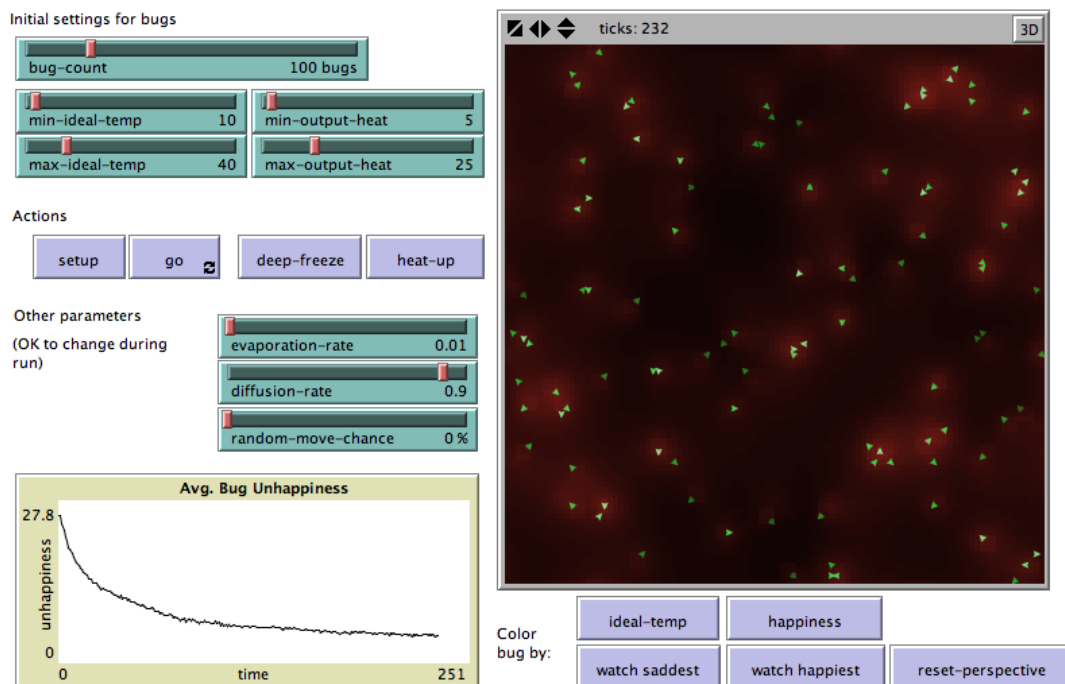 Initial settings for bugs
bug-count 100 bugs
min-ideal-temp 10
min-output-heat 5
max-ideal-temp 40
max-output-heat 25
Actions
setup
go
deep-freeze
heat-up
Other parameters
(OK to change during
run)
evaporation-rate 0.01
diffusion-rate 0.9
random-move-chance 0 %
Avg. Bug Unhappiness
27.8
unhappiness
0
0
time
251
ticks: 232
3D
Color
bug by:
ideal-temp
happiness
watch saddest
watch happiest
reset-perspective